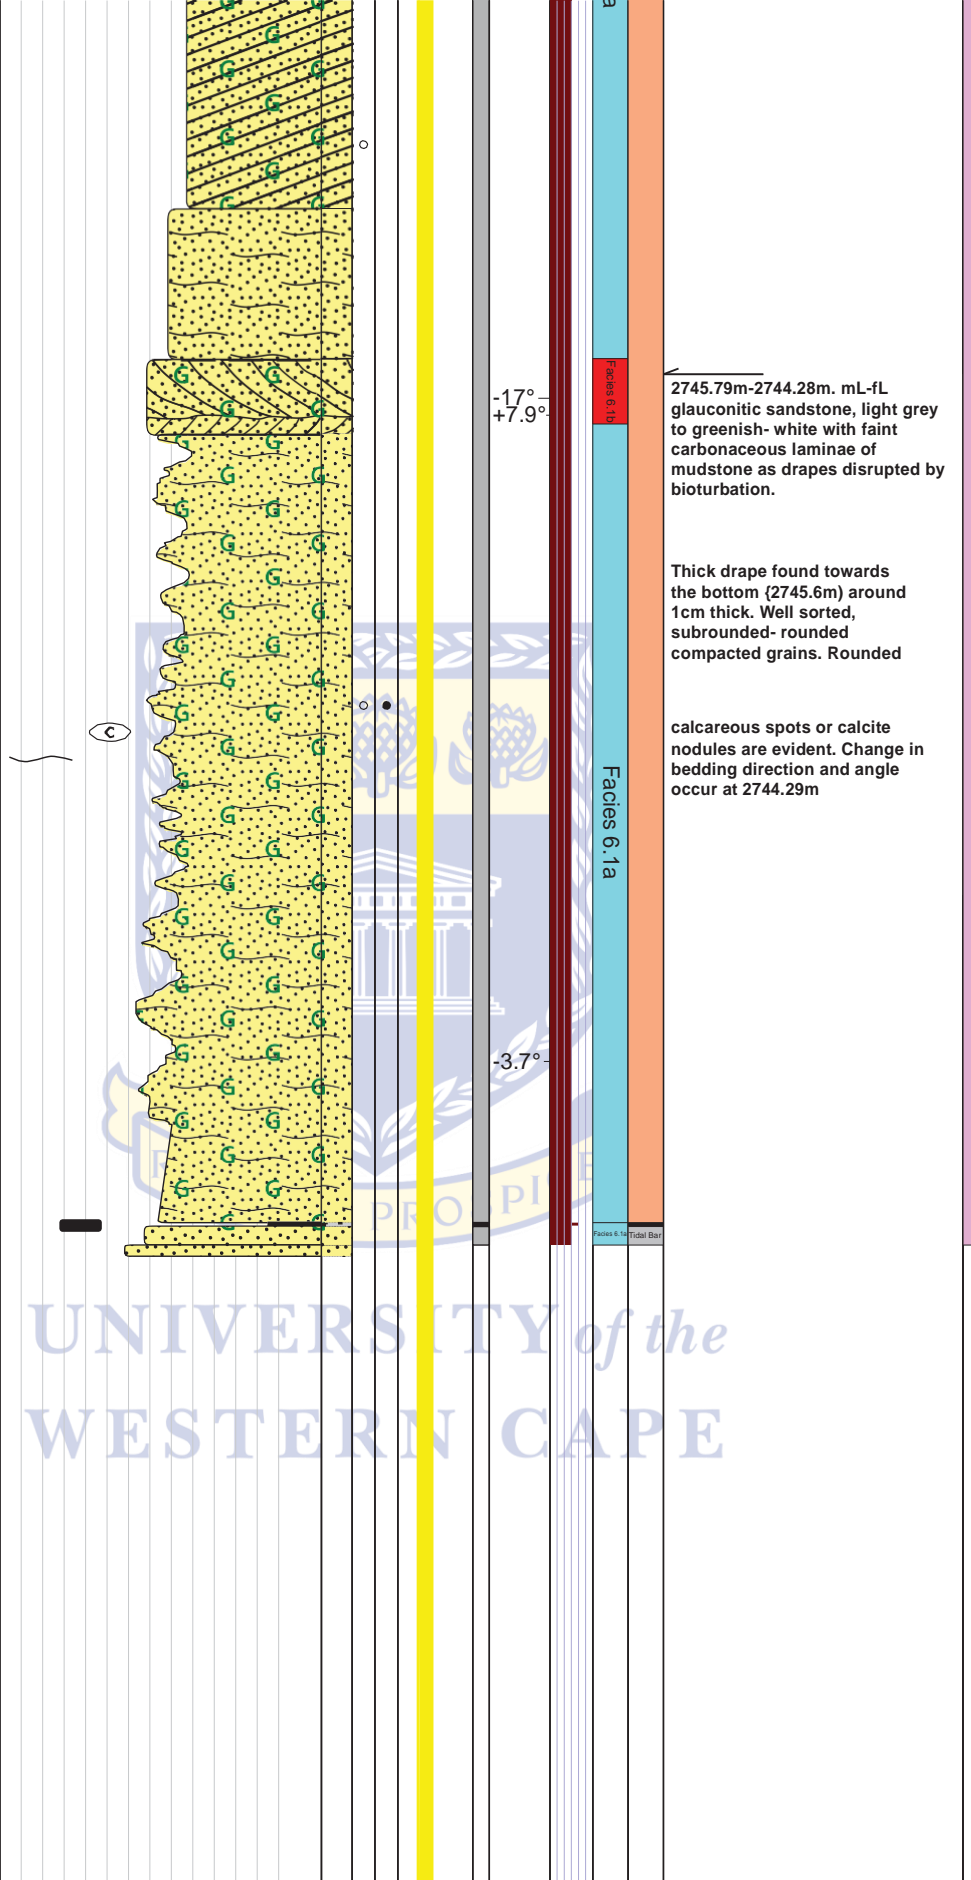 a
G G
G
G G
G
G G
G
G G
G G
Facies 6.1b
-17°
G G
+7.9°
2745.79m-2744.28m. mL-fL
glauconitic sandstone, light grey
to greenish- white with faint
carbonaceous laminae of
mudstone as drapes disrupted by
bioturbation.
G G
G G
G G
G G
G
Thick drape found towards
the bottom {2745.6m) around
1cm thick. Well sorted,
subrounded- rounded
compacted grains. Rounded
G G
G G
G G
G G
C
calcareous spots or calcite
nodules are evident. Change in
bedding direction and angle
occur at 2744.29m
G G
G G
G G
Facies 6.1a
G G
G G
G G
G G
G G
G G
-3.7°
G G
G G
G G
G G
G G
G G
PROSPICE
Facies 6.1a
Tidal Bar
UNIVERSITY of the
WESTERN CAPE